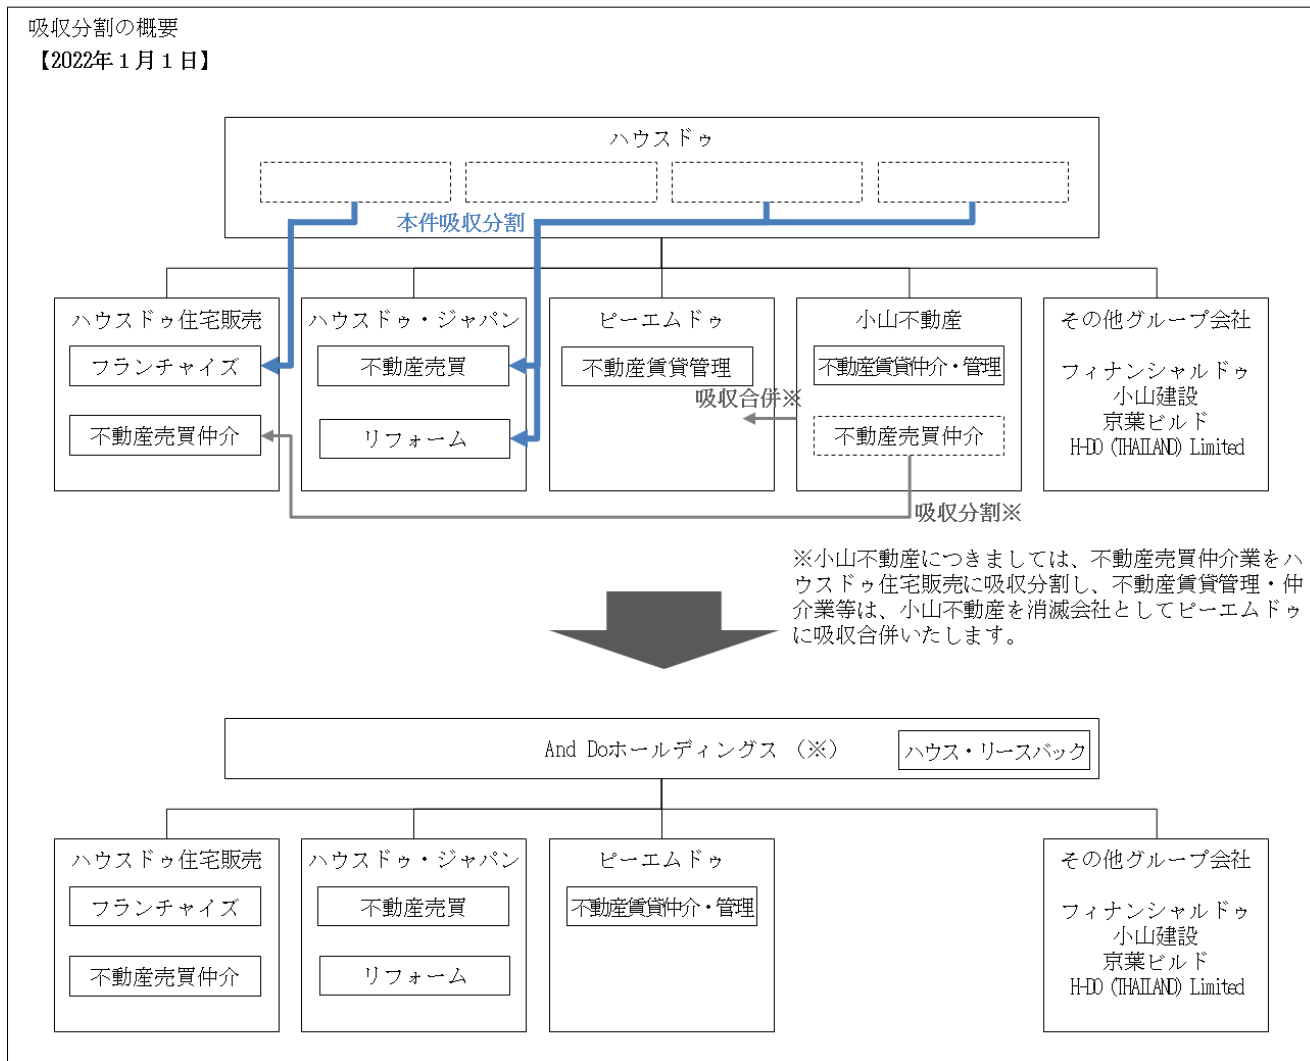 吸収分割の概要
【2022年１月１日】
ハウスドゥ
本件吸収分割
ハウスドゥ住宅販売
フランチャイズ
不動産売買仲介
ハウスドゥ・ジャパン
不動産売買
リフォーム
ピーエムドゥ
不動産賃貸管理
吸収合併※
小山不動産
不動産賃貸仲介・管理
不動産売買仲介
吸収分割※
その他グループ会社
フィナンシャルドゥ
小山建設
京葉ビルド
H-DO (THAILAND) Limited
※小山不動産につきましては、不動産売買仲介業をハ
ウスドゥ住宅販売に吸収分割し、不動産賃貸管理・仲
介業等は、小山不動産を消滅会社としてピーエムドゥ
に吸収合併いたします。
And Doホールディングス （※）
ハウス・リースバック
ハウスドゥ住宅販売
フランチャイズ
不動産売買仲介
ハウスドゥ・ジャパン
不動産売買
リフォーム
ピーエムドゥ
不動産賃貸仲介・管理
その他グループ会社
フィナンシャルドゥ
小山建設
京葉ビルド
H-DO (THAILAND) Limited